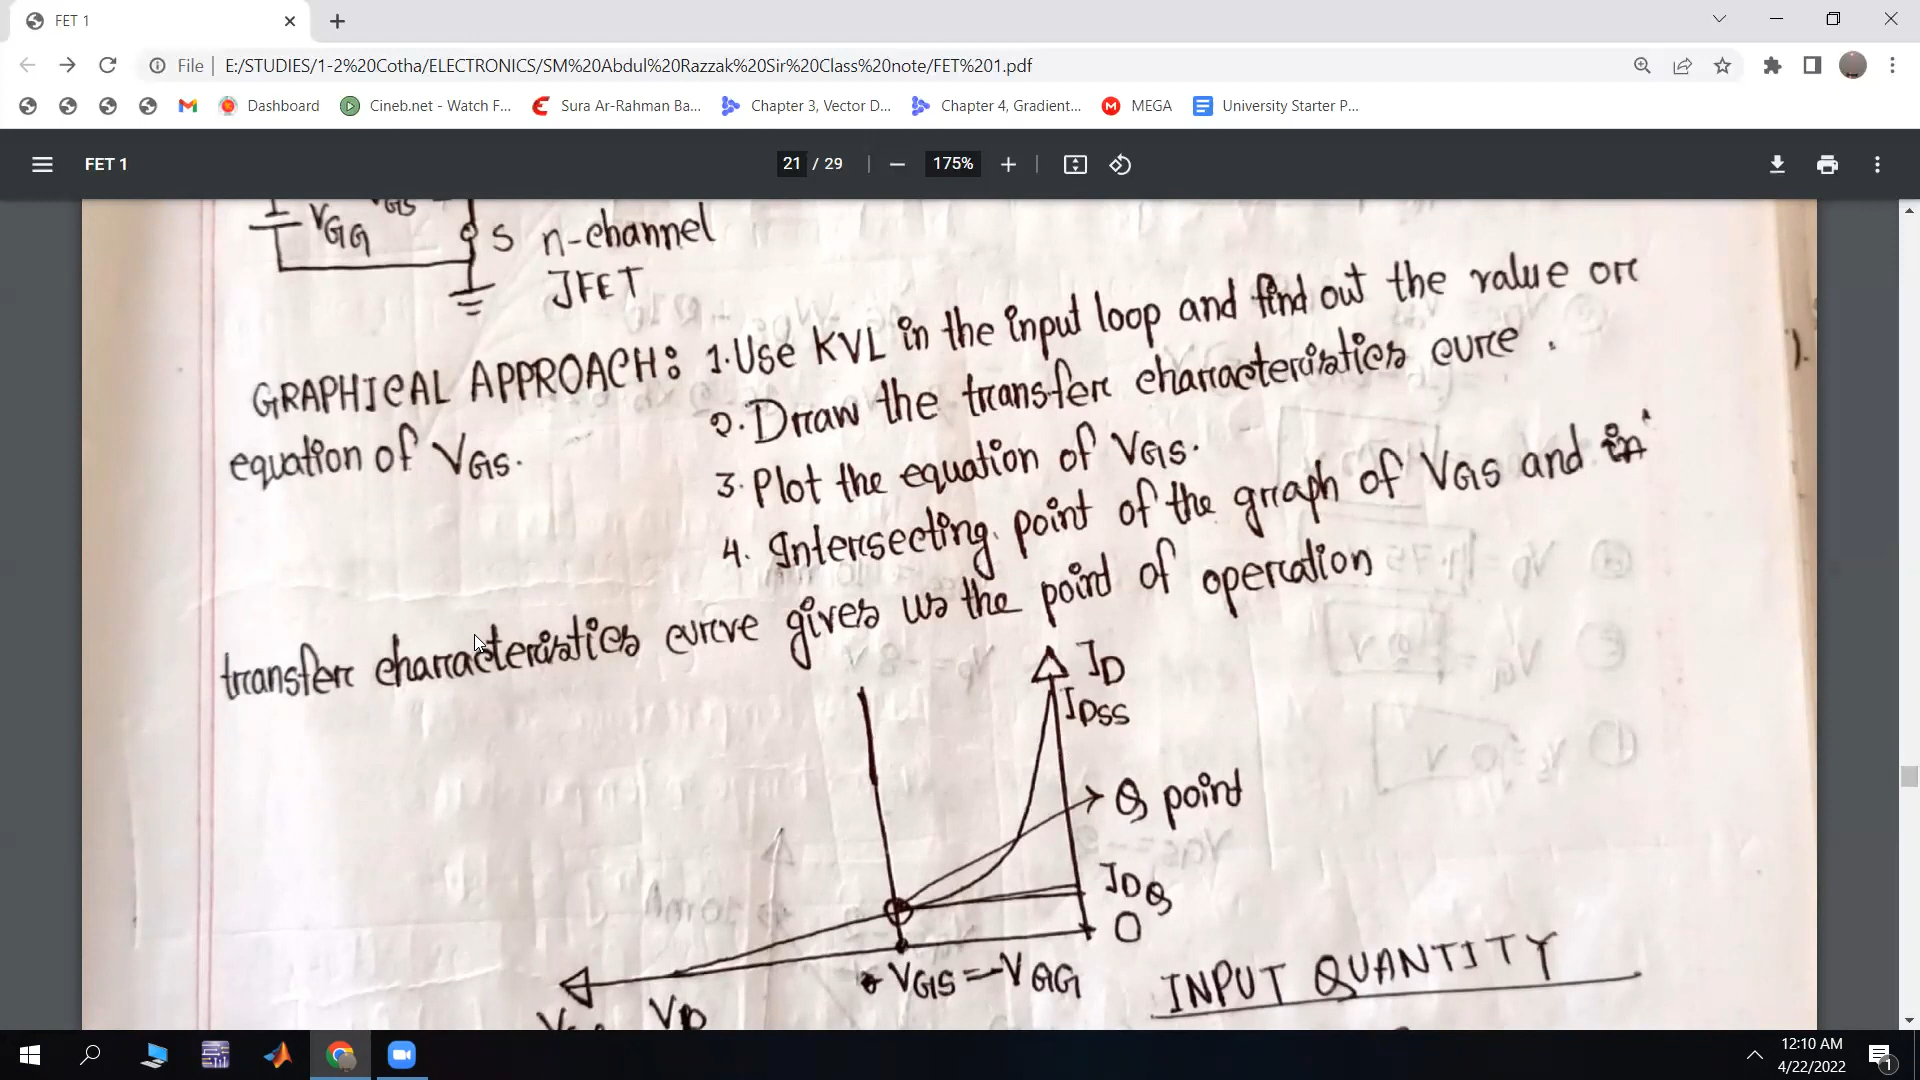 FET 1
File
E:/STUDIES/1-2%20Cotha/ELECTRONICS/SM%20Abdul%20Razzak%20Sir%20Class%20note/FET%201.pdf
Dashboard
Cineb.net - Watch F...
Sura Ar-Rahman Ba...
Chapter 3, Vector D...
Chapter 4, Gradient...
MEGA
University Starter P...
FET 1
21 / 29
175%
VGG VGS
S n-channel
JFET
GRAPHICAL APPROACH: 1. Use KVL in the input loop and find out the value or
equation of VGS.
2. Draw the transfer characteristics curve.
3. Plot the equation of VGS.
4. Intersecting point of the graph of VGS and in
transfer characteristics curve gives us the point of operation
ID
IDSS
Q point
IDQ
O
VGS=-VGG
VP
INPUT QUANTITY
12:10 AM
4/22/2022
1